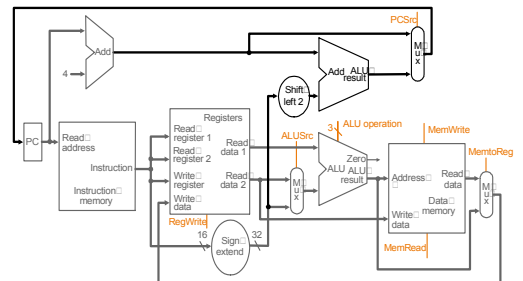 PCSrc
Add
4
Shift
left 2
Add ALU
result
M
u
x
PC
Read
address
Instruction
Instruction
memory
Registers
Read
register 1
Read
register 2
Write
register
Write
data
Read
data 1
Read
data 2
RegWrite
16
Sign
extend
32
ALUSrc
M
u
x
3
ALU operation
Zero
ALU
ALU
result
MemWrite
Address
Read
data
Data
memory
Write
data
MemRead
MemtoReg
M
u
x